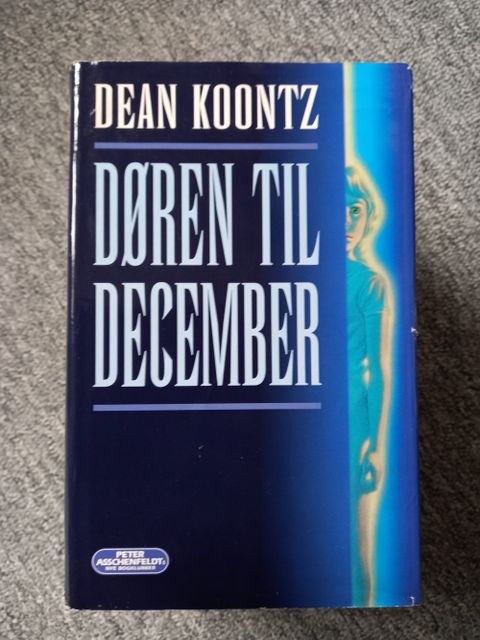 DEAN KOONTZ
DØREN TIL
DECEMBER
PETER
ASSCHENFELDTs
NYE BOGKLUBBER